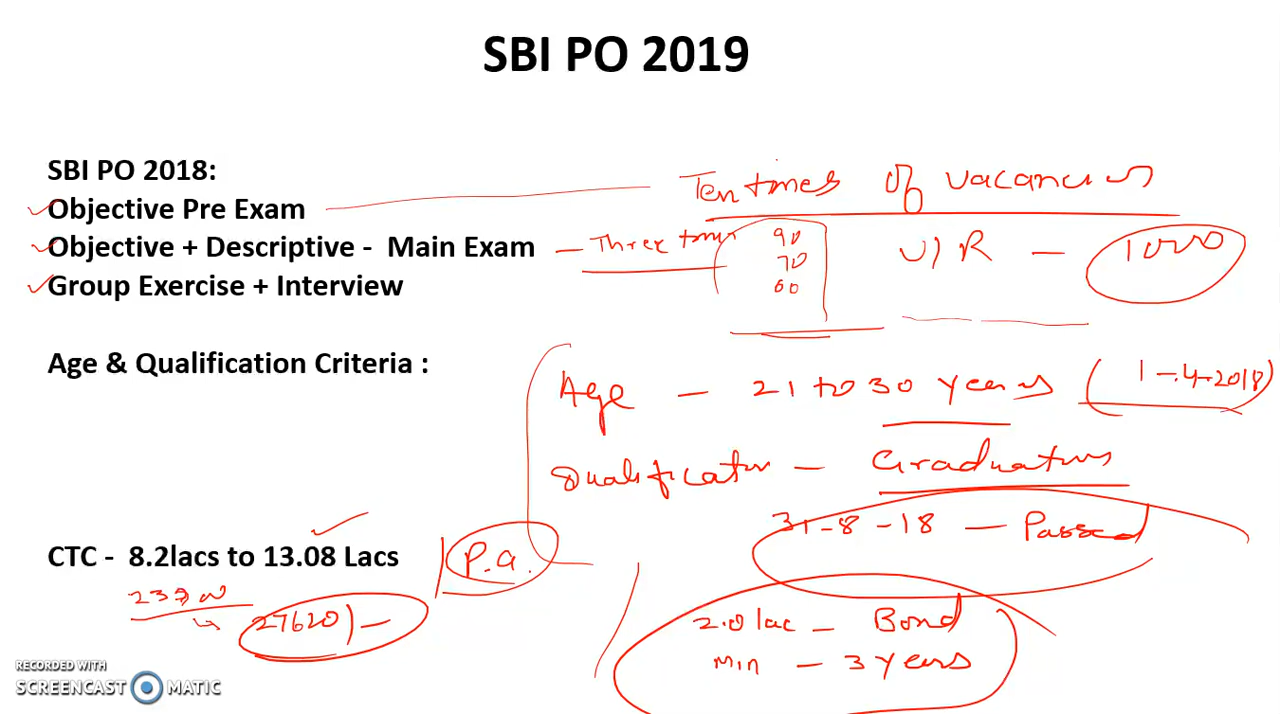 SBI PO 2019
SBI PO 2018:
Objective Pre Exam
Ten times of vacancies
Objective + Descriptive - Main Exam
Three times
90
70
60
U/R - 1000
Group Exercise + Interview
Age & Qualification Criteria :
Age - 21 to 30 years (1-4-2018)
Qualification - Graduations
31-8-18 - Passed
CTC - 8.2lacs to 13.08 Lacs
P.a.
27620/-
2.0 lac - Bond
Min - 3 Years
RECORDED WITH
SCREENCAST MATIC